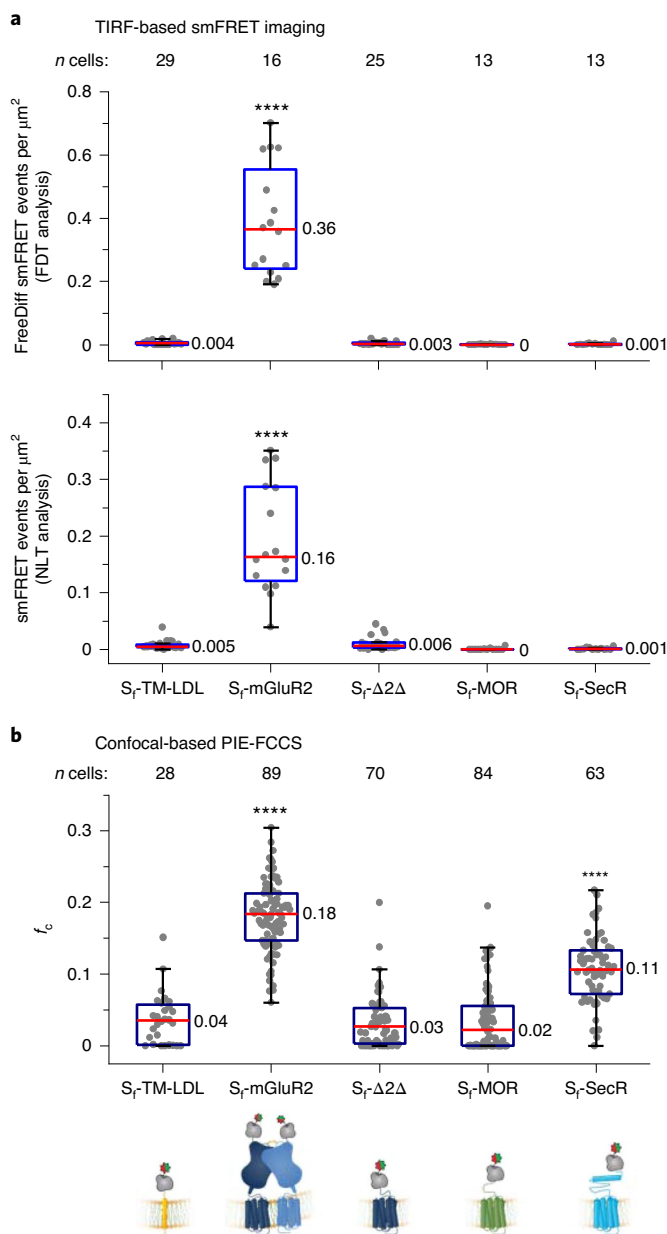 a
TIRF-based smFRET imaging
n cells: 29 16 25 13 13
FreeDiff smFRET events per μm²
(FDT analysis)
0.8
0.6
0.4
0.2
0
****
0.36
0.004
0.003
0
0.001
smFRET events per μm²
(NLT analysis)
0.4
0.3
0.2
0.1
0
****
0.16
0.005
0.006
0
0.001
Sf-TM-LDL Sf-mGluR2 Sf-Δ2Δ Sf-MOR Sf-SecR
b
Confocal-based PIE-FCCS
n cells: 28 89 70 84 63
fc
0.3
0.2
0.1
0
****
****
0.04
0.18
0.03
0.02
0.11
Sf-TM-LDL Sf-mGluR2 Sf-Δ2Δ Sf-MOR Sf-SecR